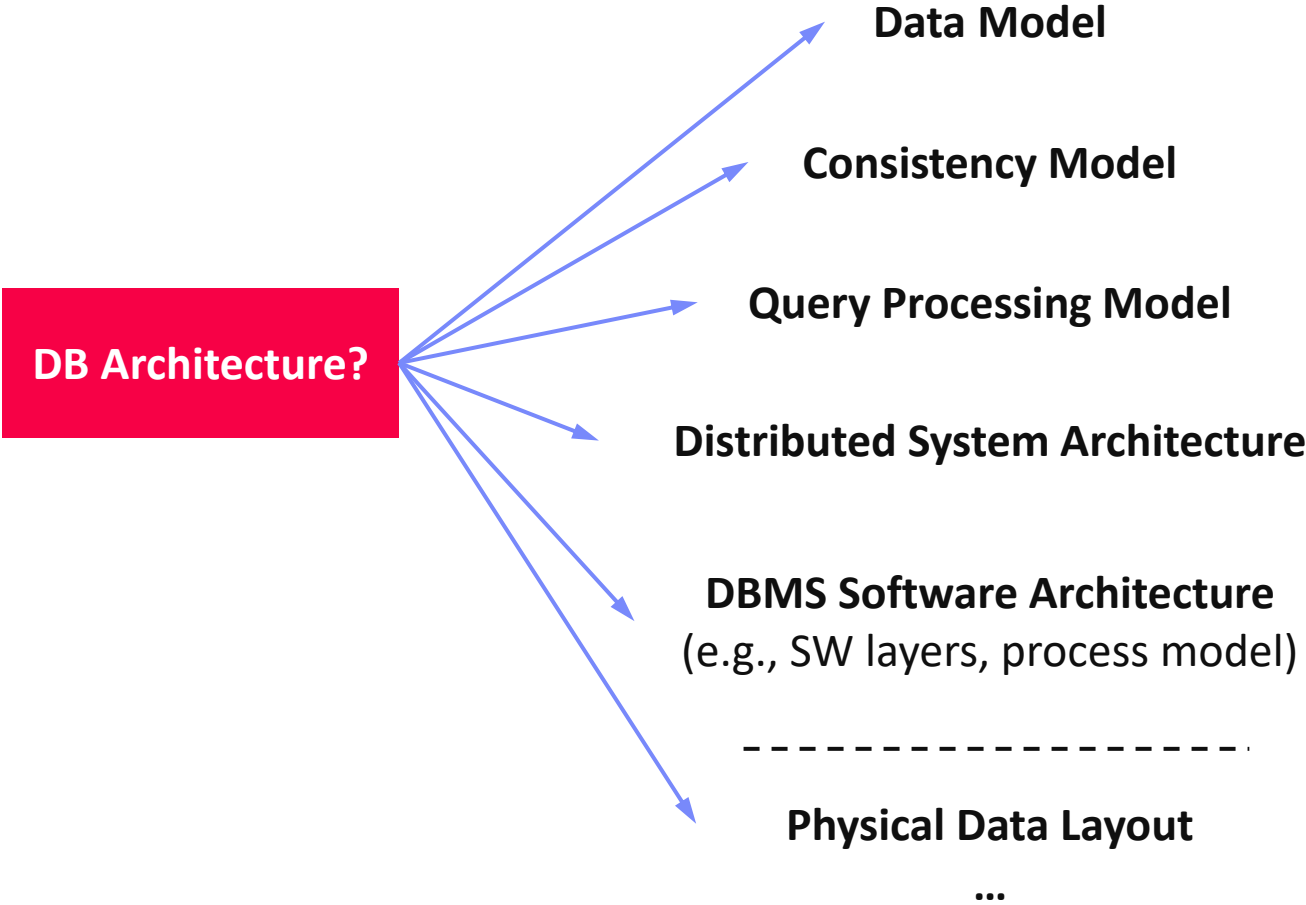 Data Model
Consistency Model
Query Processing Model
DB Architecture?
Distributed System Architecture
DBMS Software Architecture
(e.g., SW layers, process model)
Physical Data Layout
…